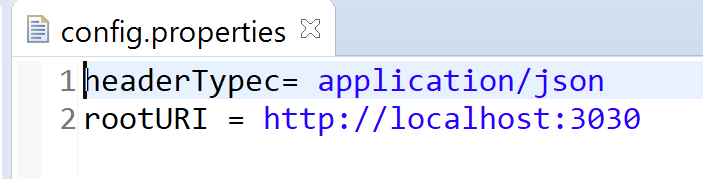 config.properties
1 headerTypec= application/json
2 rootURI = http://localhost:3030